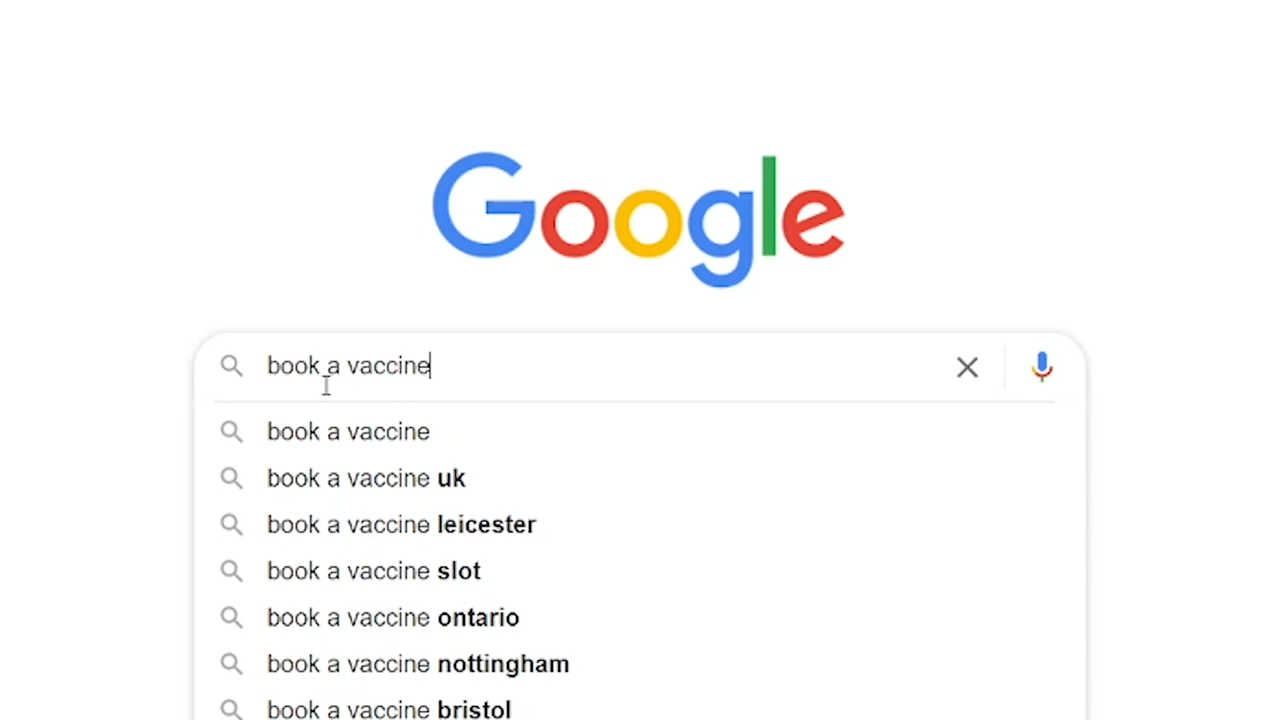 Google
book a vaccine
book a vaccine
book a vaccine uk
book a vaccine leicester
book a vaccine slot
book a vaccine ontario
book a vaccine nottingham
book a vaccine bristol